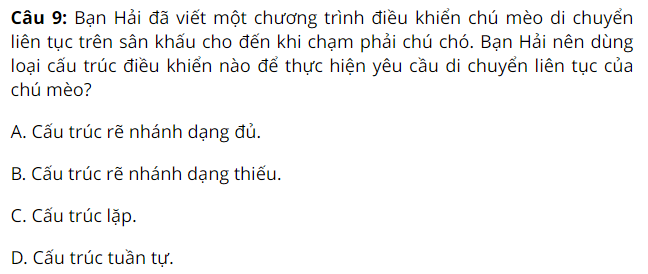 Câu 9: Bạn Hải đã viết một chương trình điều khiển chú mèo di chuyển
liên tục trên sân khấu cho đến khi chạm phải chú chó. Bạn Hải nên dùng
loại cấu trúc điều khiển nào để thực hiện yêu cầu di chuyển liên tục của
chú mèo?
A. Cấu trúc rẽ nhánh dạng đủ.
B. Cấu trúc rẽ nhánh dạng thiếu.
C. Cấu trúc lặp.
D. Cấu trúc tuần tự.